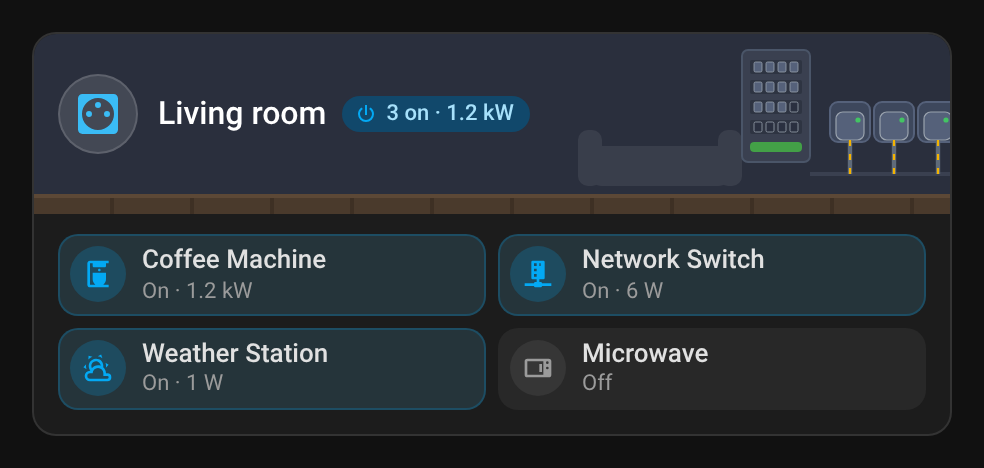 Living room
3 on · 1.2 kW
Coffee Machine
On · 1.2 kW
Network Switch
On · 6 W
Weather Station
On · 1 W
Microwave
Off